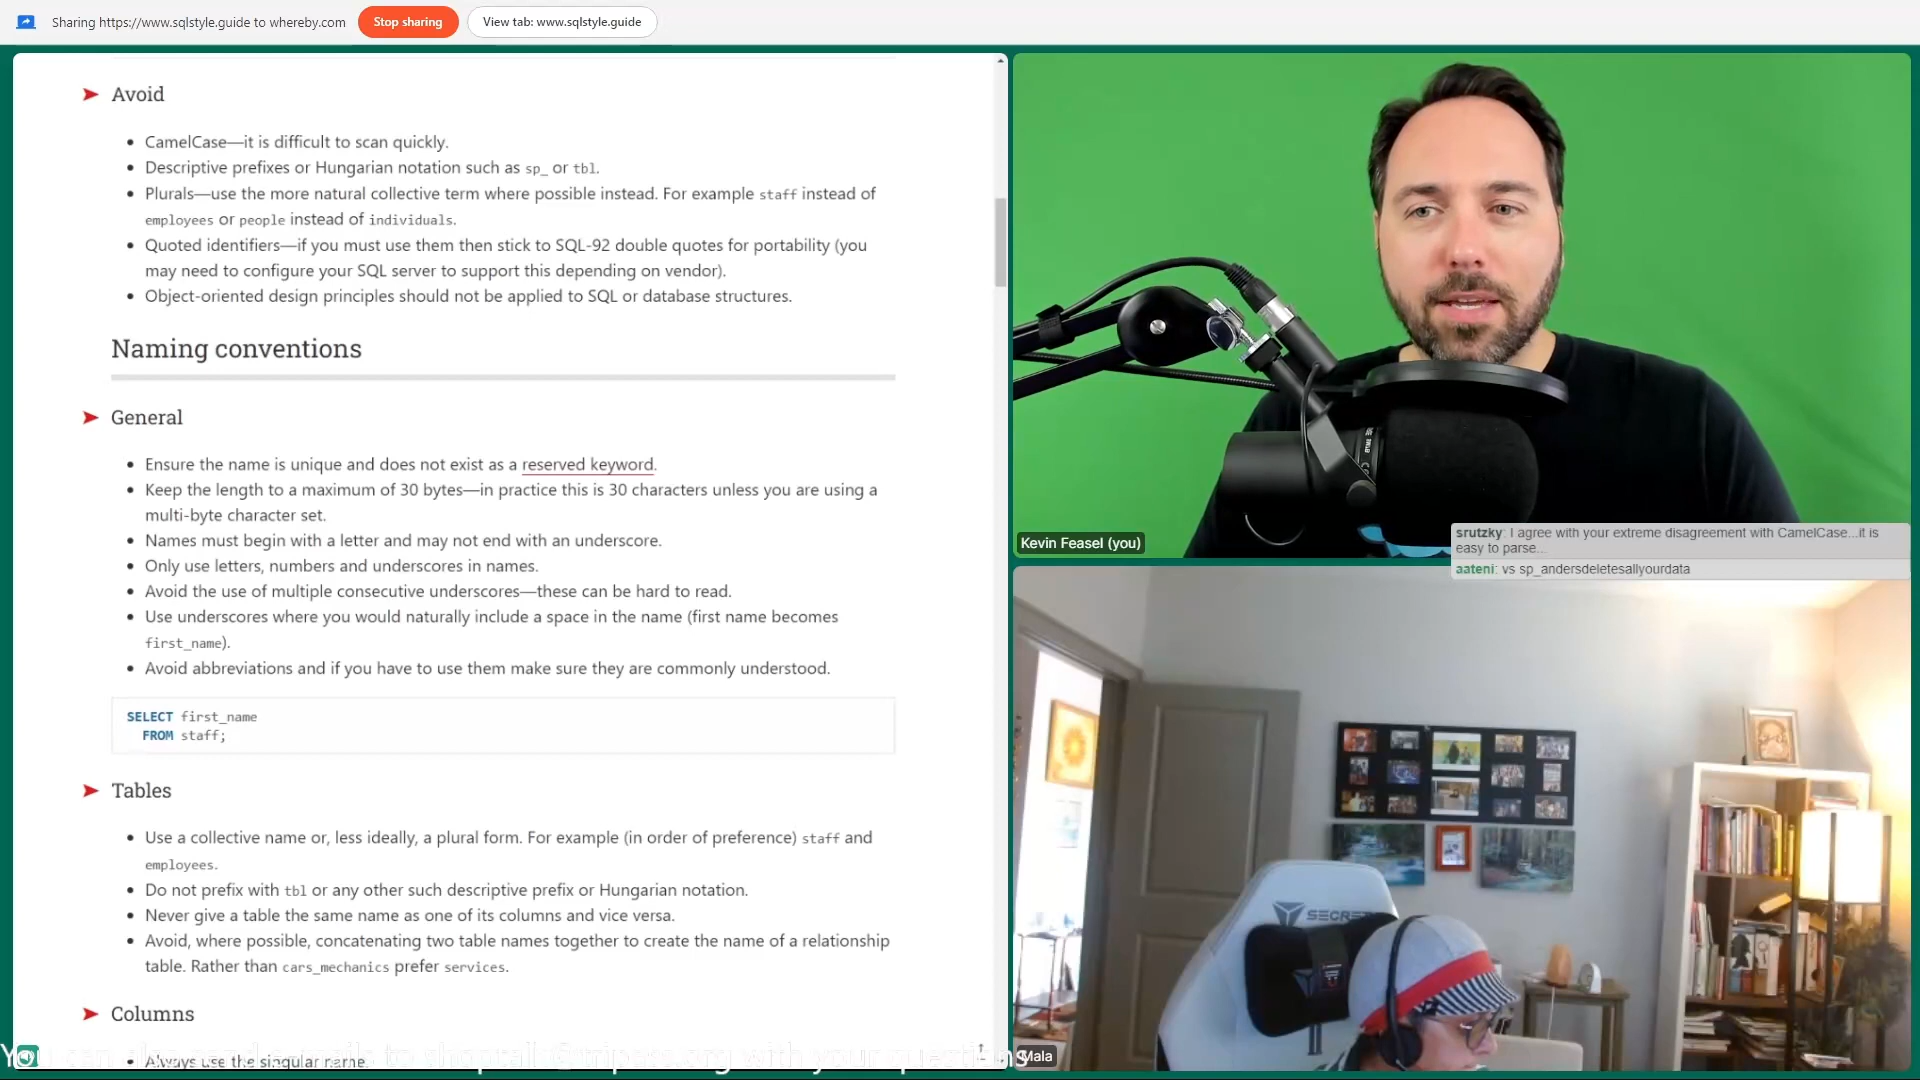 Sharing https://www.sqlstyle.guide to whereby.com
Stop sharing
View tab: www.sqlstyle.guide
Avoid
• CamelCase—it is difficult to scan quickly.
• Descriptive prefixes or Hungarian notation such as sp_ or tbl.
• Plurals—use the more natural collective term where possible instead. For example staff instead of
employees or people instead of individuals.
• Quoted identifiers—if you must use them then stick to SQL-92 double quotes for portability (you
may need to configure your SQL server to support this depending on vendor).
• Object-oriented design principles should not be applied to SQL or database structures.
Naming conventions
General
• Ensure the name is unique and does not exist as a reserved keyword.
• Keep the length to a maximum of 30 bytes—in practice this is 30 characters unless you are using a
multi-byte character set.
• Names must begin with a letter and may not end with an underscore.
• Only use letters, numbers and underscores in names.
• Avoid the use of multiple consecutive underscores—these can be hard to read.
• Use underscores where you would naturally include a space in the name (first name becomes
first_name).
• Avoid abbreviations and if you have to use them make sure they are commonly understood.
SELECT first_name
FROM staff;
Tables
• Use a collective name or, less ideally, a plural form. For example (in order of preference) staff and
employees.
• Do not prefix with tbl or any other such descriptive prefix or Hungarian notation.
• Never give a table the same name as one of its columns and vice versa.
• Avoid, where possible, concatenating two table names together to create the name of a relationship
table. Rather than cars_mechanics prefer services.
Columns
• Always use the singular name.
You can also send emails to shoptalk@tripass.org with your questions
Kevin Feasel (you)
srutzky: I agree with your extreme disagreement with CamelCase...it is
easy to parse...
aateni: vs sp_andersdeletesallyourdata
SECRE
Mala